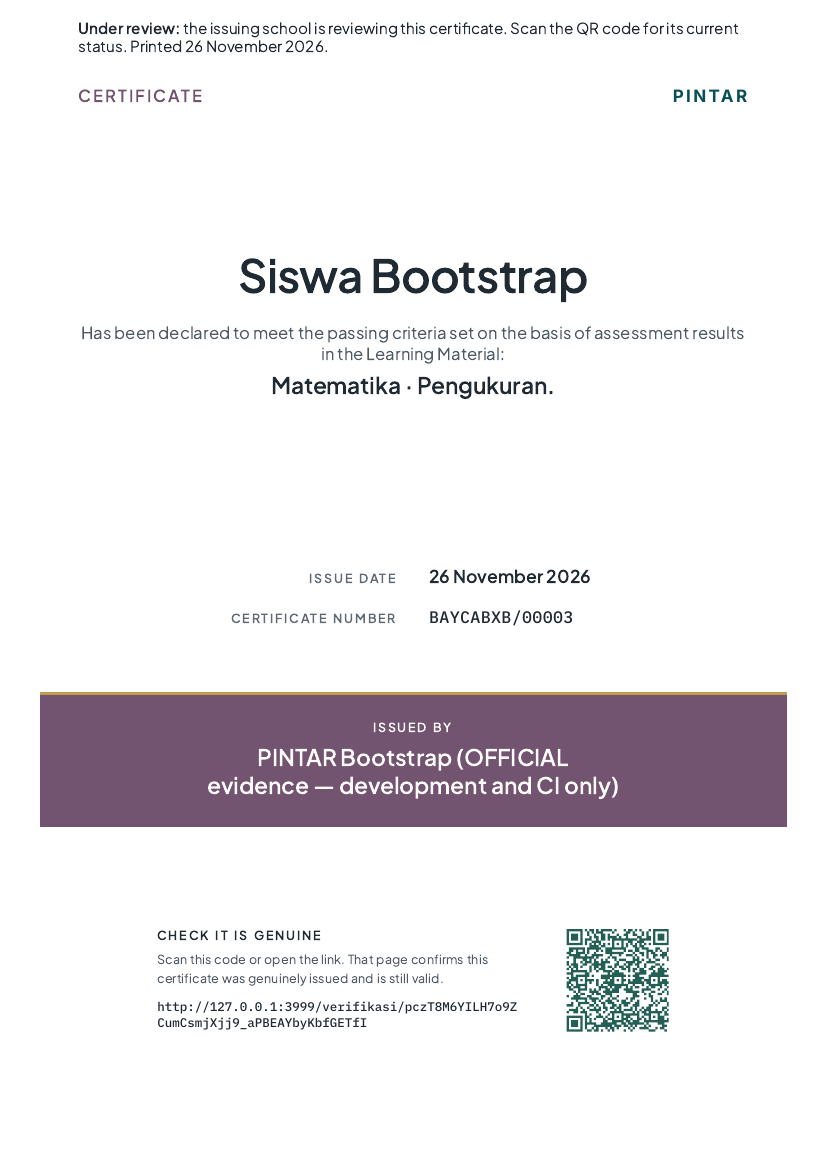 Under review: the issuing school is reviewing this certificate. Scan the QR code for its current
status. Printed 26 November 2026.
CERTIFICATE
PINTAR
Siswa Bootstrap
Has been declared to meet the passing criteria set on the basis of assessment results
in the Learning Material:
Matematika · Pengukuran.
ISSUE DATE
26 November 2026
CERTIFICATE NUMBER
BAYCABXB/00003
ISSUED BY
PINTAR Bootstrap (OFFICIAL
evidence — development and CI only)
CHECK IT IS GENUINE
Scan this code or open the link. That page confirms this
certificate was genuinely issued and is still valid.
http://127.0.0.1:3999/verifikasi/pczT8M6YILH7o9Z
CumCsmjXjj9_aPBEAYbyKbfGETfI